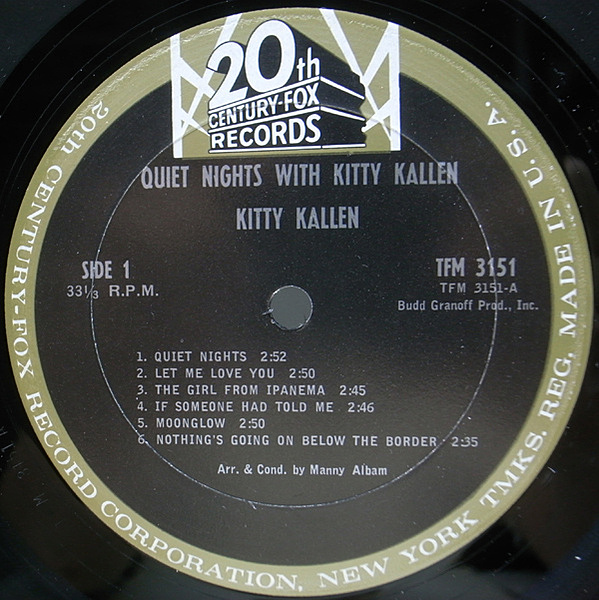 20th
CENTURY-FOX
RECORDS
QUIET NIGHTS WITH KITTY KALLEN
KITTY KALLEN
SIDE 1
33⅓ R.P.M.
TFM 3151
TFM 3151-A
Budd Granoff Prod., Inc.
1. QUIET NIGHTS 2:52
2. LET ME LOVE YOU 2:50
3. THE GIRL FROM IPANEMA 2:45
4. IF SOMEONE HAD TOLD ME 2:46
5. MOONGLOW 2:50
6. NOTHING'S GOING ON BELOW THE BORDER 2:35
Arr. & Cond. by Manny Albam
20th CENTURY-FOX RECORD CORPORATION, NEW YORK TMKS. REG. MADE IN U.S.A.